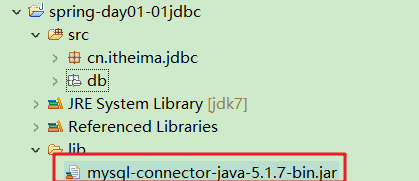 spring-day01-01jdbc
src
cn.itheima.jdbc
db
JRE System Library [jdk7]
Referenced Libraries
lib
mysql-connector-java-5.1.7-bin.jar